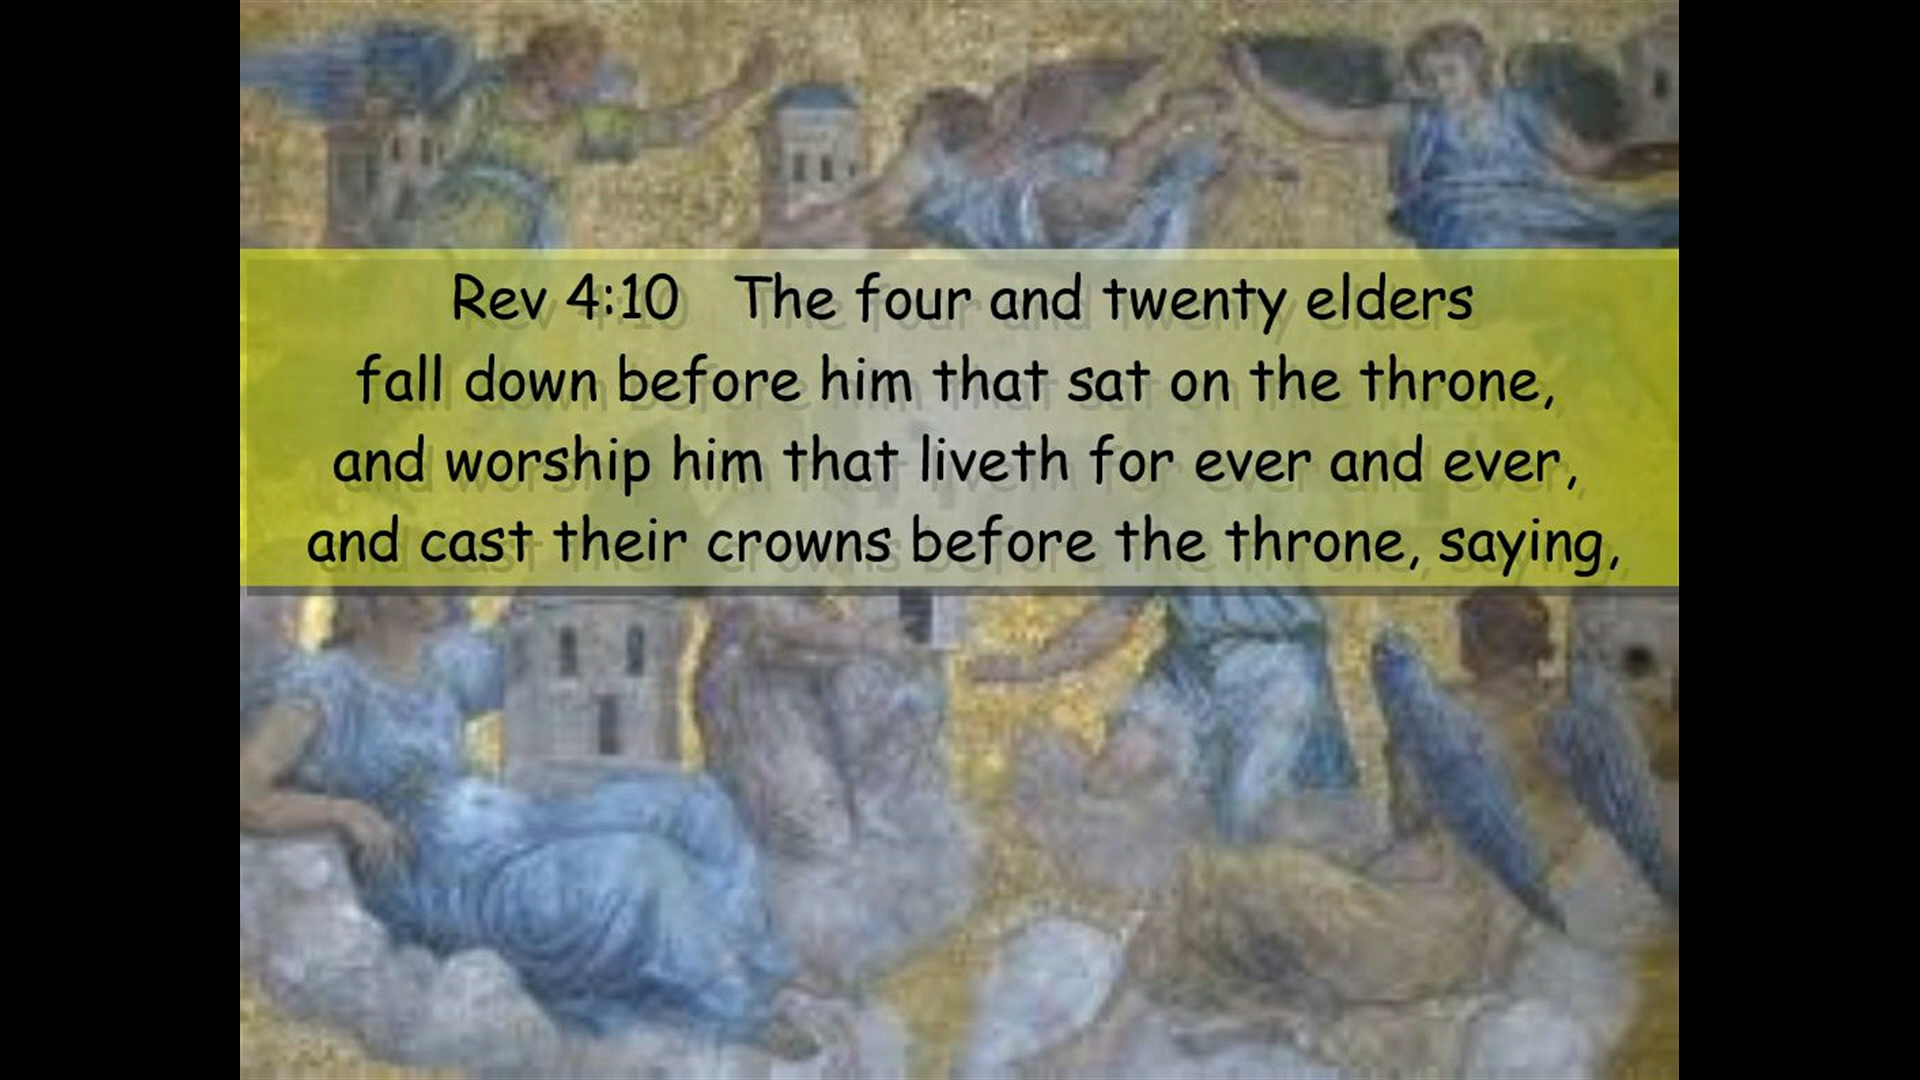 Rev 4:10 The four and twenty elders
fall down before him that sat on the throne,
and worship him that liveth for ever and ever,
and cast their crowns before the throne, saying,